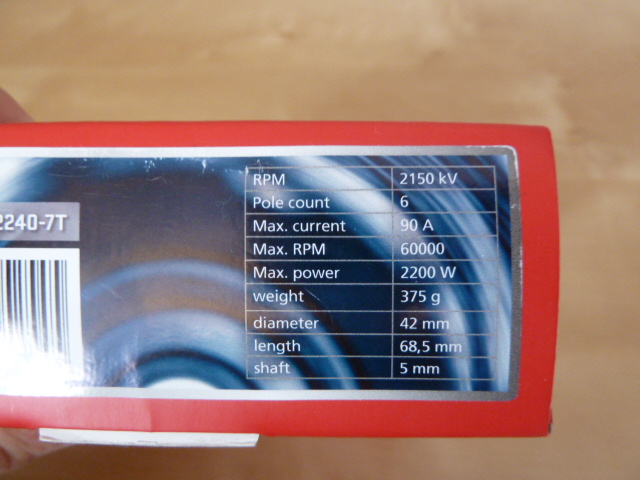 RPM 2150 kV
Pole count 6
2240-7T
Max. current 90 A
Max. RPM 60000
Max. power 2200 W
weight 375 g
diameter 42 mm
length 68,5 mm
shaft 5 mm